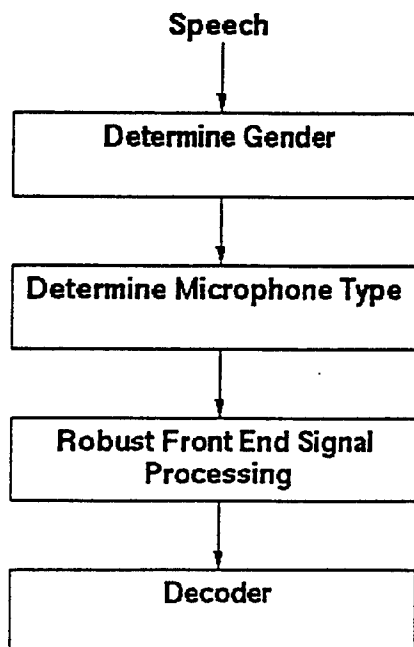 Speech
Determine Gender
Determine Microphone Type
Robust Front End Signal
Processing
Decoder